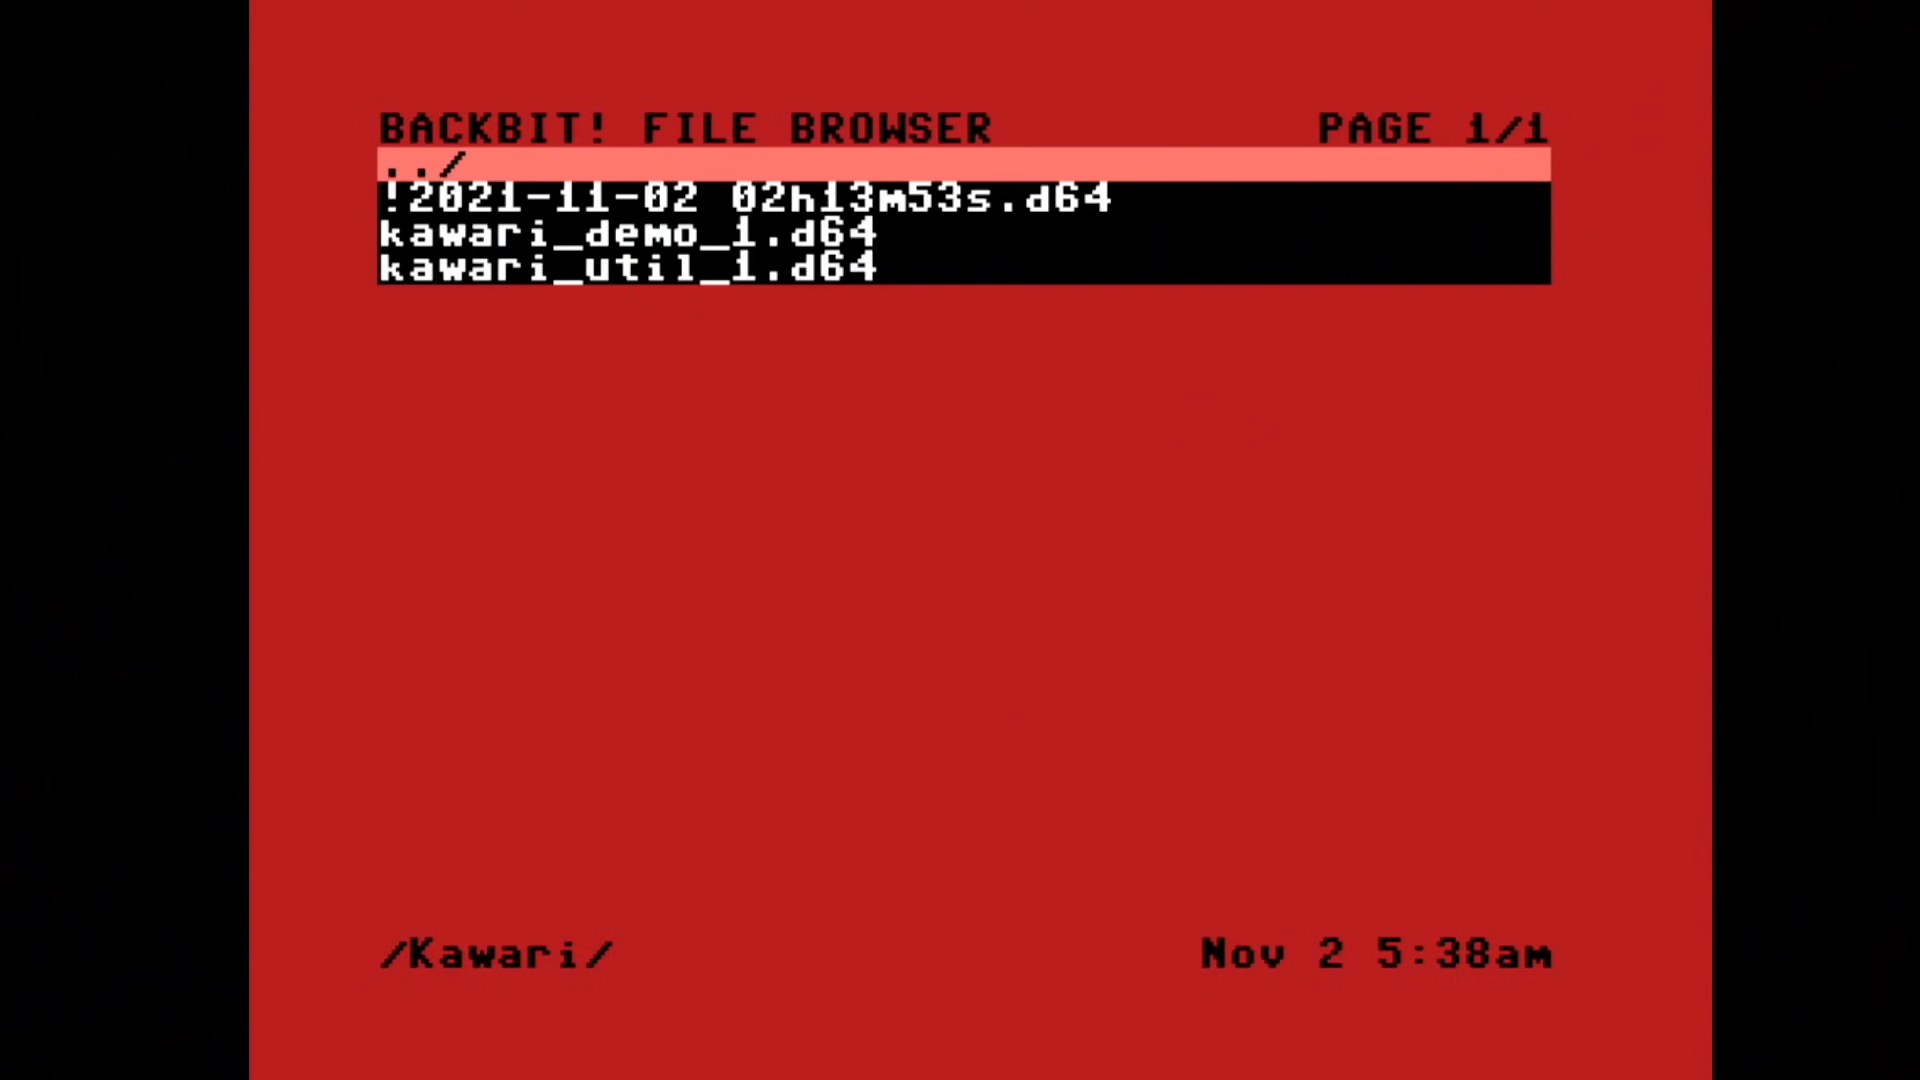 BACKBIT! FILE BROWSER PAGE 1/1
../
!2021-11-02 02h13m53s.d64
kawari_demo_1.d64
kawari_util_1.d64
/Kawari/ Nov 2 5:38am